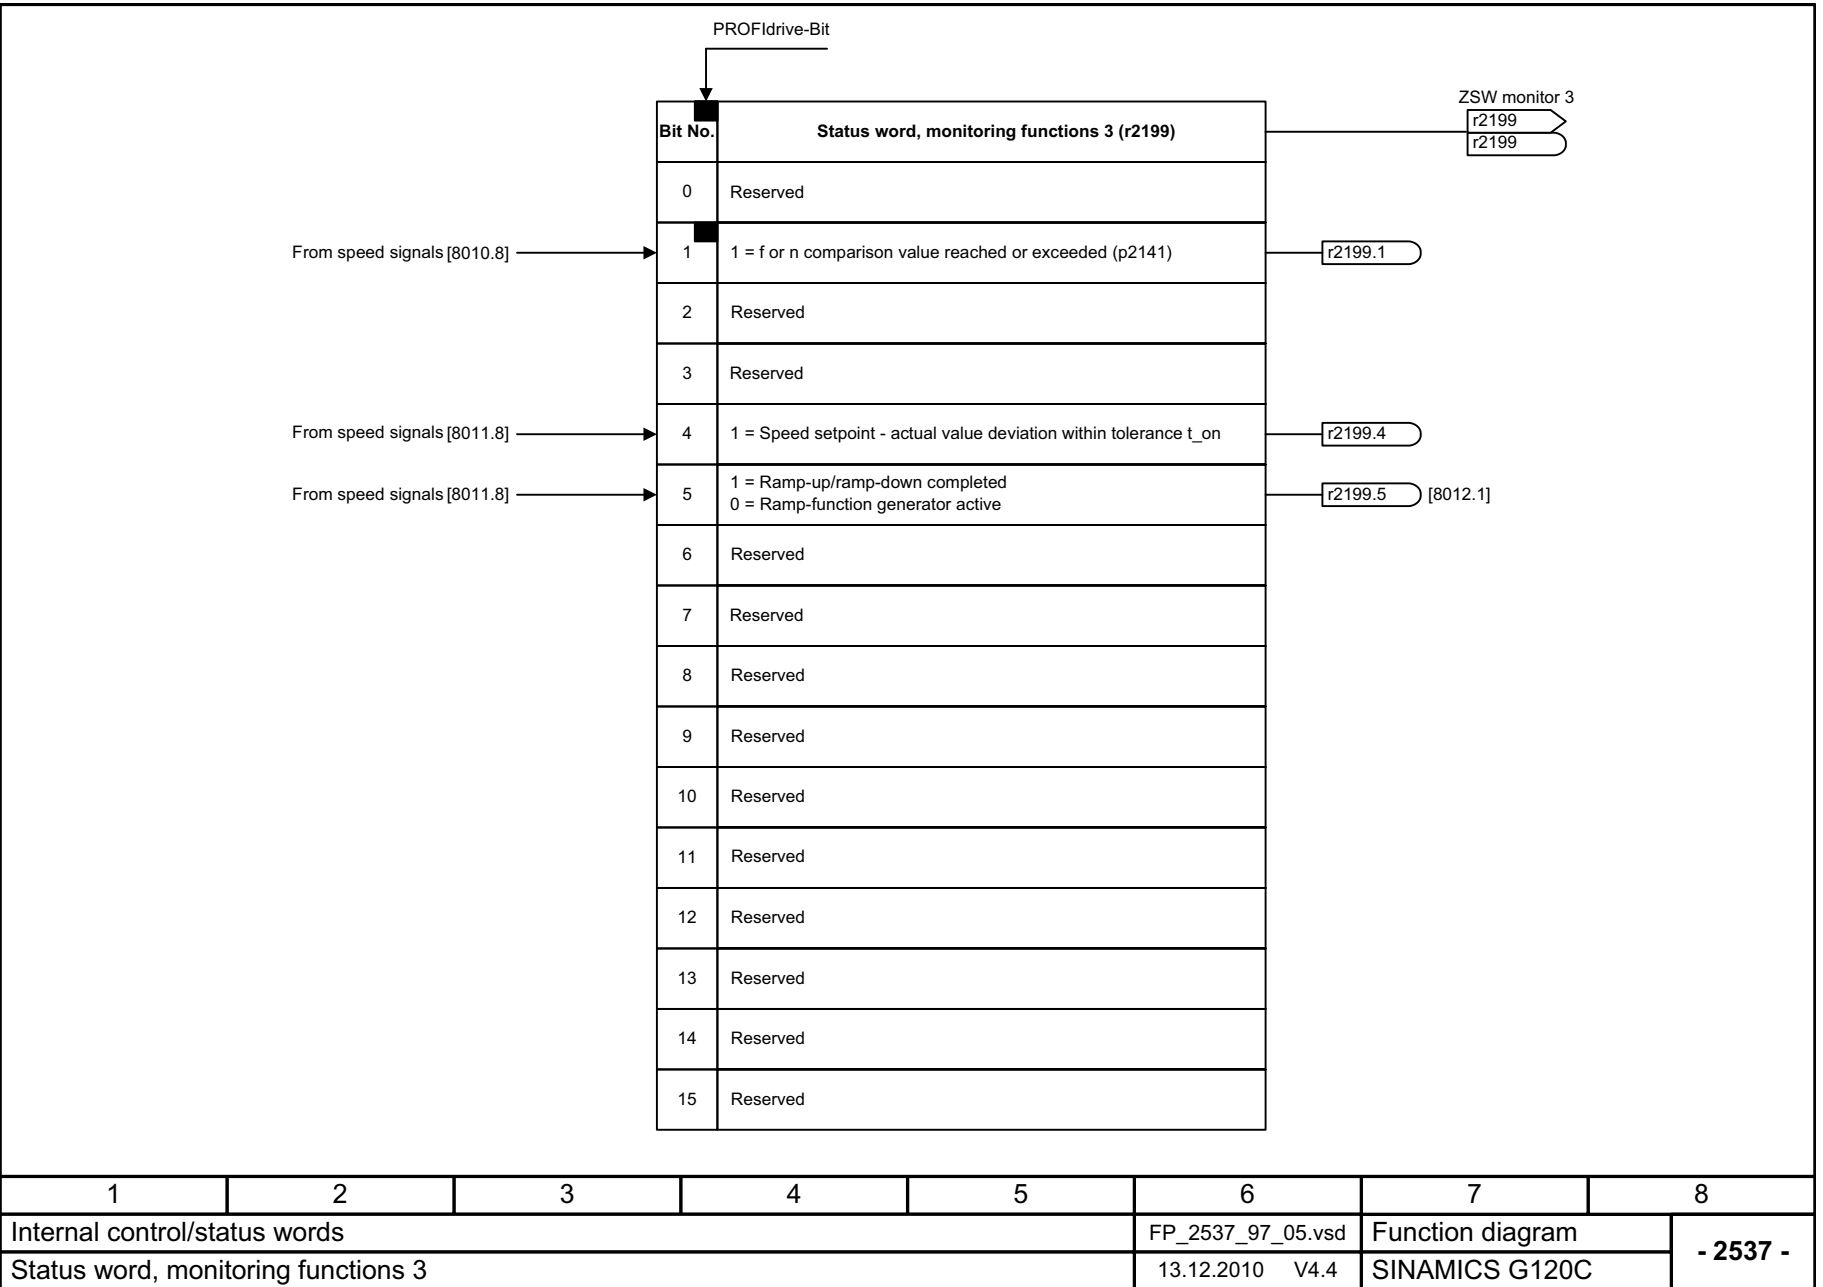 PROFIdrive-Bit
ZSW monitor 3
Bit No. Status word, monitoring functions 3 (r2199) r2199
r2199
0 Reserved
From speed signals [8010.8] 1 1 = f or n comparison value reached or exceeded (p2141) r2199.1
2 Reserved
3 Reserved
From speed signals [8011.8] 4 1 = Speed setpoint - actual value deviation within tolerance t_on r2199.4
From speed signals [8011.8] 5 1 = Ramp-up/ramp-down completed
0 = Ramp-function generator active r2199.5 [8012.1]
6 Reserved
7 Reserved
8 Reserved
9 Reserved
10 Reserved
11 Reserved
12 Reserved
13 Reserved
14 Reserved
15 Reserved
1 2 3 4 5 6 7 8
Internal control/status words FP_2537_97_05.vsd Function diagram - 2537 -
Status word, monitoring functions 3 13.12.2010 V4.4 SINAMICS G120C